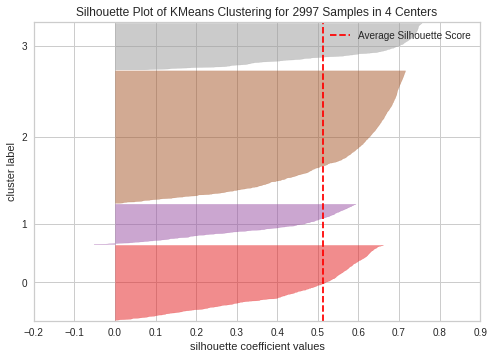 Silhouette Plot of KMeans Clustering for 2997 Samples in 4 Centers
Average Silhouette Score
3
2
1
0
cluster label
-0.2 -0.1 0.0 0.1 0.2 0.3 0.4 0.5 0.6 0.7 0.8 0.9
silhouette coefficient values